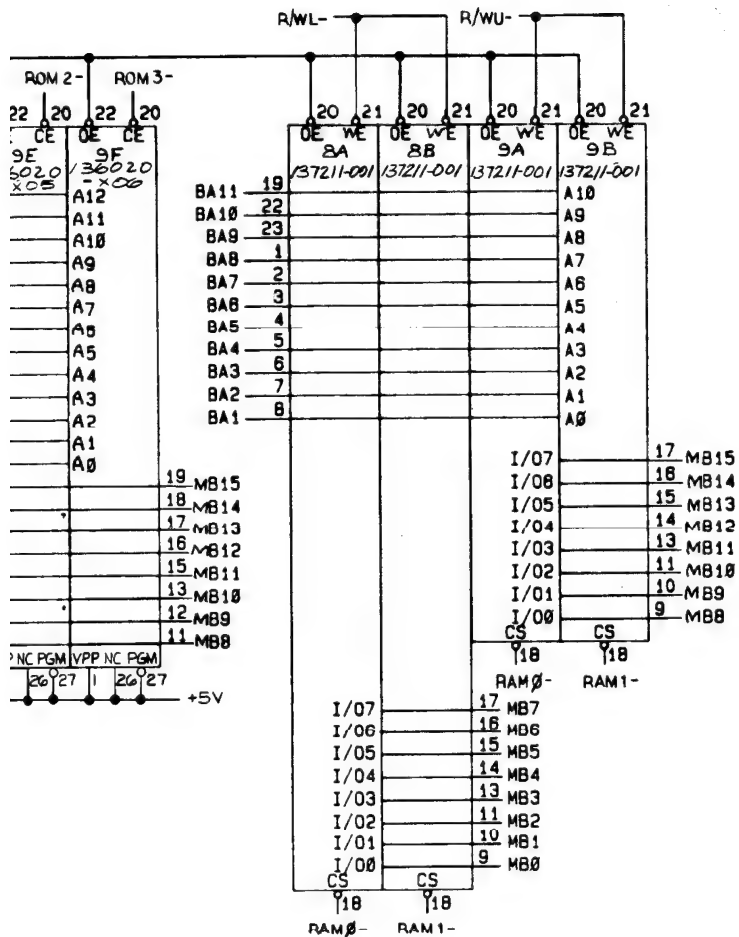 R/WL- R/WU-
ROM 2- ROM 3-
22 20 22 20 20 21 20 21 20 21 20 21
CE OE CE OE WE OE WE OE WE OE WE
9E 9F 8A 8B 9A 9B
36020 136020 137211-001 137211-001 137211-001 137211-001
-X05 -X06
A12 BA11 19 A10
A11 BA10 22 A9
A10 BA9 23 A8
A9 BA8 1 A7
A8 BA7 2 A6
A7 BA6 3 A5
A6 BA5 4 A4
A5 BA4 5 A3
A4 BA3 6 A2
A3 BA2 7 A1
A2 BA1 8 A0
A1
A0
I/07 17 MB15
19 MB15 I/06 16 MB14
18 MB14 I/05 15 MB13
17 MB13 I/04 14 MB12
16 MB12 I/03 13 MB11
15 MB11 I/02 11 MB10
13 MB10 I/01 10 MB9
12 MB9 I/00 9 MB8
11 MB8 CS CS
P NC PGM VPP NC PGM 18 18
26 27 1 26 27 RAM0- RAM1-
+5V
I/07 17 MB7
I/06 16 MB6
I/05 15 MB5
I/04 14 MB4
I/03 13 MB3
I/02 11 MB2
I/01 10 MB1
I/00 9 MB0
CS CS
18 18
RAM0- RAM1-